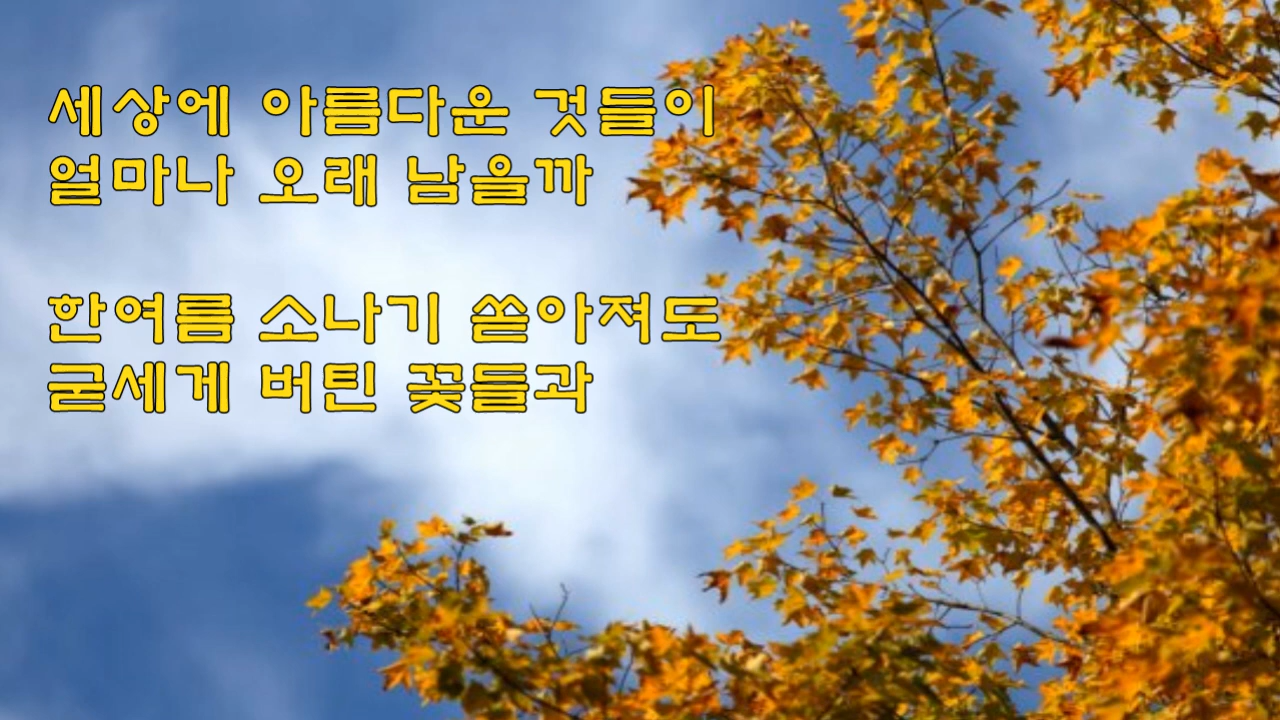 세상에 아름다운 것들이
얼마나 오래 남을까
한여름 소나기 쏟아져도
굳세게 버틴 꽃들과